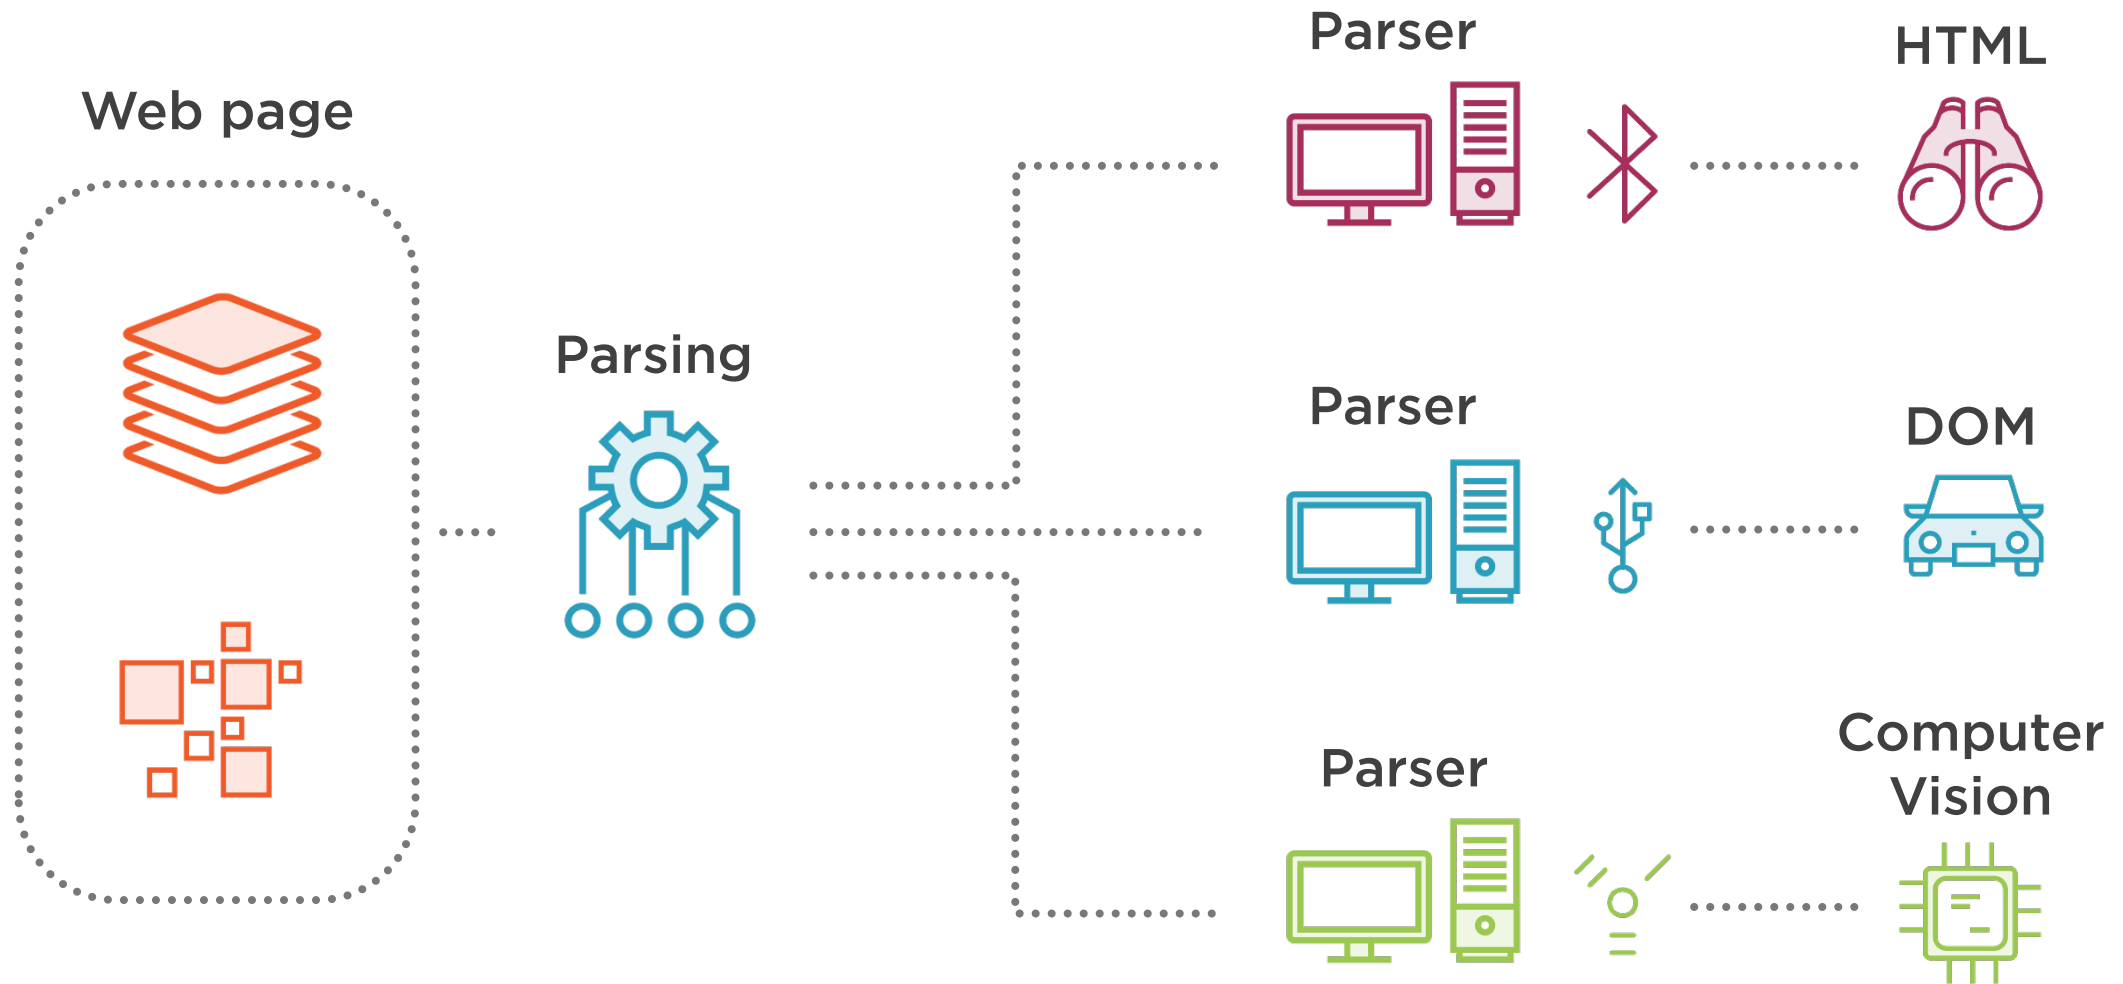 Web page
Parsing
Parser
HTML
Parser
DOM
Parser
Computer
Vision